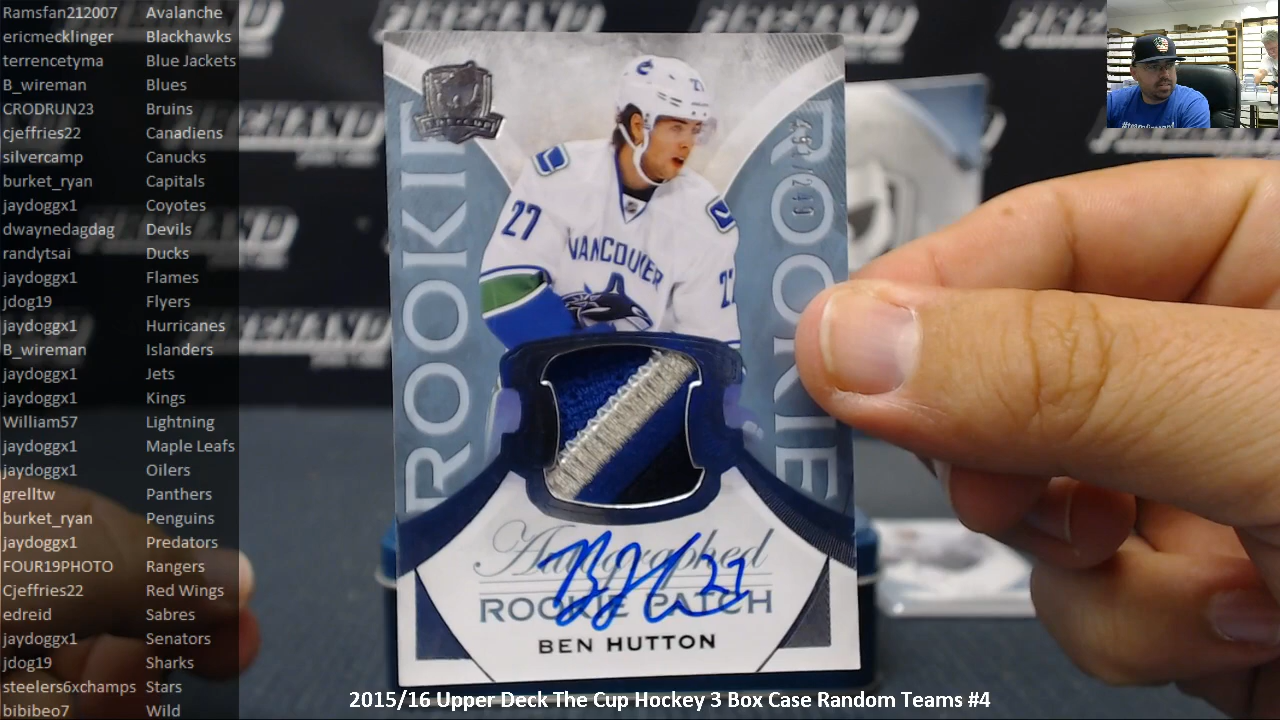 Ramsfan212007 Avalanche
ericmecklinger Blackhawks
terrencetyma Blue Jackets
B_wireman Blues
CRODRUN23 Bruins
cjeffries22 Canadiens
silvercamp Canucks
burket_ryan Capitals
jaydoggx1 Coyotes
dwaynedagdag Devils
randytsai Ducks
jaydoggx1 Flames
jdog19 Flyers
jaydoggx1 Hurricanes
B_wireman Islanders
jaydoggx1 Jets
jaydoggx1 Kings
William57 Lightning
jaydoggx1 Maple Leafs
jaydoggx1 Oilers
grelltw Panthers
burket_ryan Penguins
jaydoggx1 Predators
FOUR19PHOTO Rangers
Cjeffries22 Red Wings
edreid Sabres
jaydoggx1 Senators
jdog19 Sharks
steelers6xchamps Stars
bibibeo7 Wild
ROOKIE
ROOKIE
27
VANCOUVER
27
Autographed
ROOKIE PATCH
BEN HUTTON
2015/16 Upper Deck The Cup Hockey 3 Box Case Random Teams #4